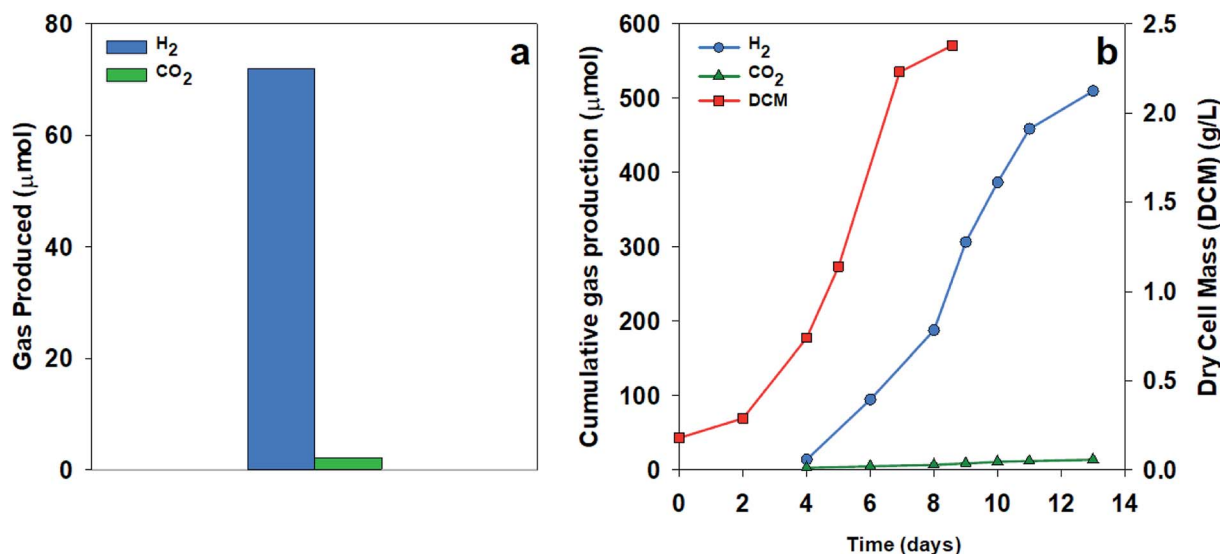 a
H2
CO2
Gas Produced (μmol)
80
60
40
20
0
b
H2
CO2
DCM
Cumulative gas production (μmol)
600
500
400
300
200
100
0
Dry Cell Mass (DCM) (g/L)
2.5
2.0
1.5
1.0
0.5
0.0
0 2 4 6 8 10 12 14
Time (days)